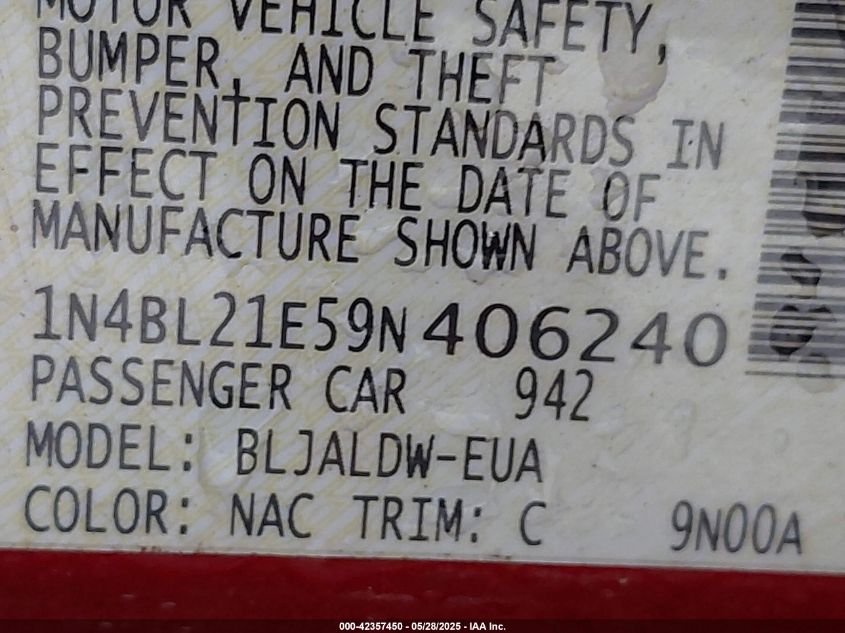 MOTOR VEHICLE SAFETY,
BUMPER, AND THEFT
PREVENTION STANDARDS IN
EFFECT ON THE DATE OF
MANUFACTURE SHOWN ABOVE.
1N4BL21E59N406240
PASSENGER CAR 942
MODEL: BLJALDW-EUA
COLOR: NAC TRIM: C 9N00A
000-42357450 - 05/28/2025 - IAA Inc.